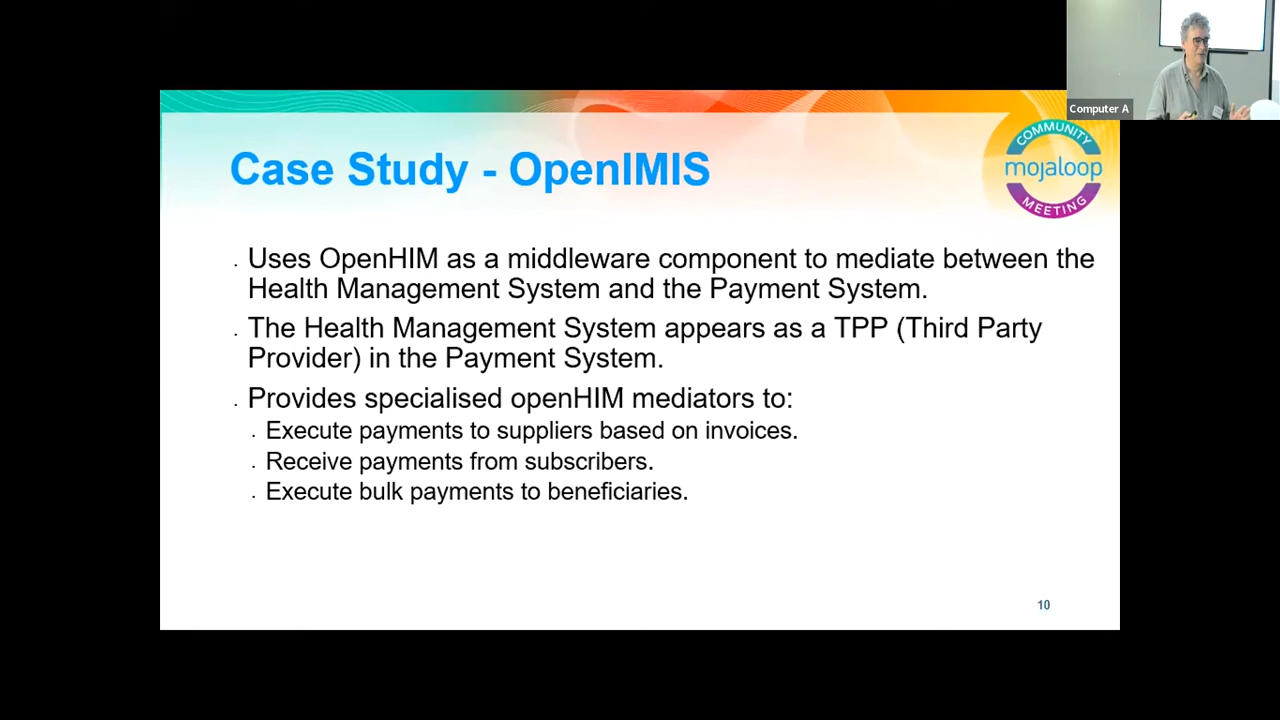 Computer A
COMMUNITY
mojaloop
MEETING
Case Study - OpenIMIS
Uses OpenHIM as a middleware component to mediate between the
Health Management System and the Payment System.
The Health Management System appears as a TPP (Third Party
Provider) in the Payment System.
Provides specialised openHIM mediators to:
Execute payments to suppliers based on invoices.
Receive payments from subscribers.
Execute bulk payments to beneficiaries.
10